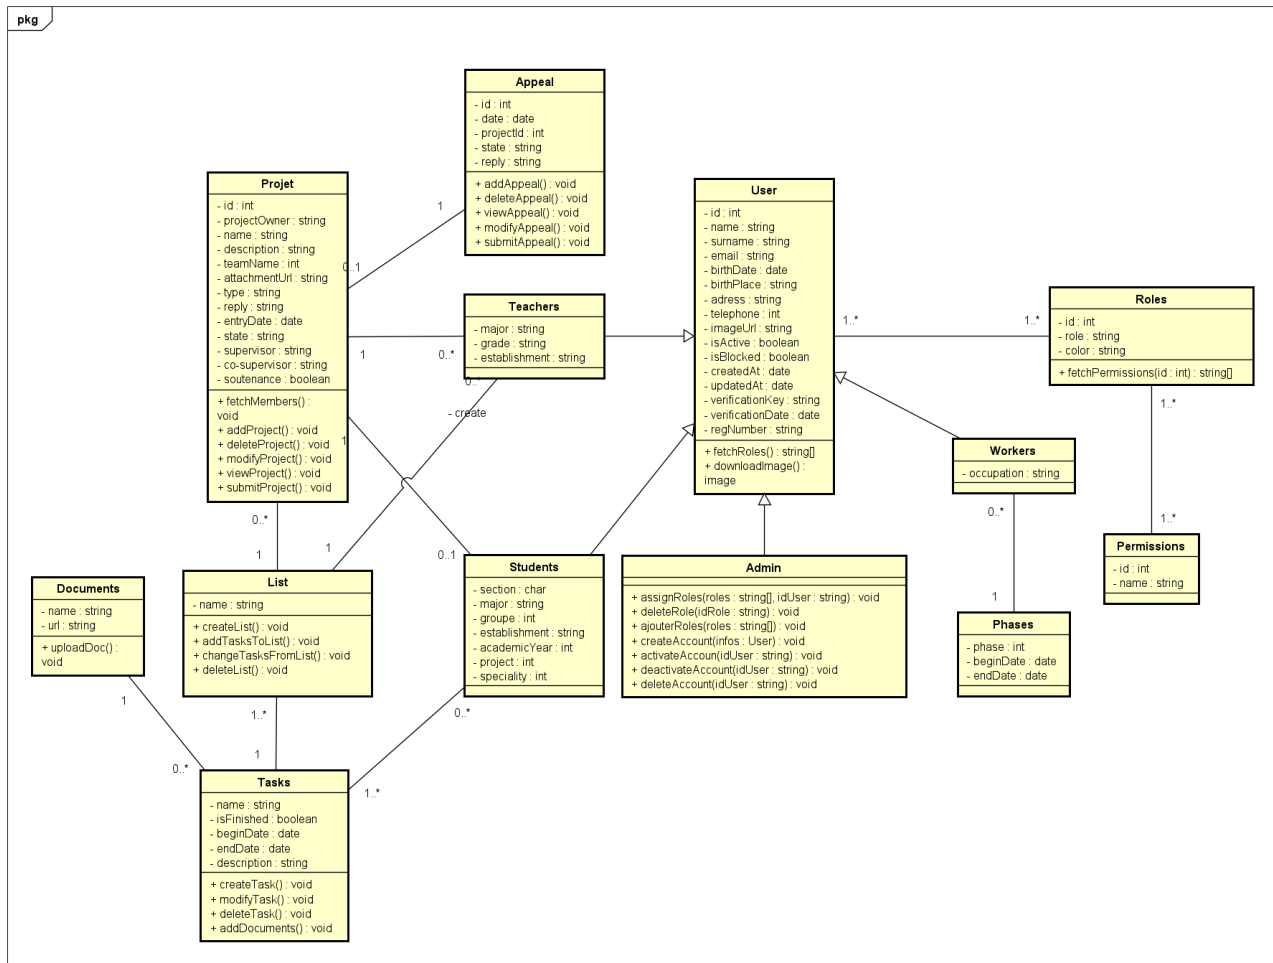 pkg
Appeal
- id : int
- date : date
- projectId : int
- state : string
- reply : string
+ addAppeal() : void
+ deleteAppeal() : void
+ viewAppeal() : void
+ modifyAppeal() : void
+ submitAppeal() : void
Projet
- id : int
- projectOwner : string
- name : string
- description : string
- teamName : int
- attachmentUrl : string
- type : string
- reply : string
- entryDate : date
- state : string
- supervisor : string
- co-supervisor : string
- soutenance : boolean
+ fetchMembers() :
void
+ addProject() : void
+ deleteProject() : void
+ modifyProject() : void
+ viewProject() : void
+ submitProject() : void
1
0..1
User
- id : int
- name : string
- surname : string
- email : string
- birthDate : date
- birthPlace : string
- adress : string
- telephone : int
- imageUrl : string
- isActive : boolean
- isBlocked : boolean
- createdAt : date
- updatedAt : date
- verificationKey : string
- verificationDate : date
- regNumber : string
+ fetchRoles() : string[]
+ downloadImage() :
image
Teachers
- major : string
- grade : string
- establishment : string
1
0..*
0..*
- create
1
1..*
1..*
Roles
- id : int
- role : string
- color : string
+ fetchPermissions(id : int) : string[]
1..*
1..*
Workers
- occupation : string
0..*
1
Permissions
- id : int
- name : string
0..*
1
1
0..1
Documents
- name : string
- url : string
+ uploadDoc() :
void
List
- name : string
+ createList() : void
+ addTasksToList() : void
+ changeTasksFromList() : void
+ deleteList() : void
Students
- section : char
- major : string
- groupe : int
- establishment : string
- academicYear : int
- project : int
- speciality : int
Admin
+ assignRoles(roles : string[], idUser : string) : void
+ deleteRole(idRole : string) : void
+ ajouterRoles(roles : string[]) : void
+ createAccount(infos : User) : void
+ activateAccoun(idUser : string) : void
+ deactivateAccount(idUser : string) : void
+ deleteAccount(idUser : string) : void
Phases
- phase : int
- beginDate : date
- endDate : date
1
0..*
1..*
1
0..*
1..*
Tasks
- name : string
- isFinished : boolean
- beginDate : date
- endDate : date
- description : string
+ createTask() : void
+ modifyTask() : void
+ deleteTask() : void
+ addDocuments() : void